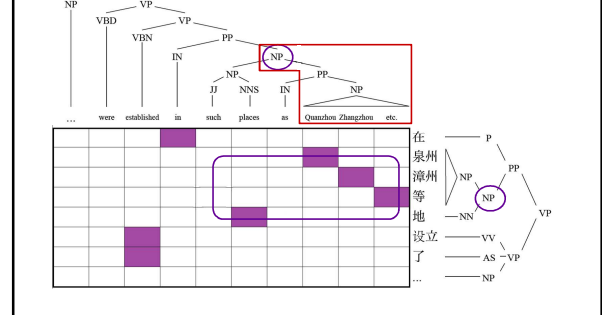 NP VP
VBD VP
VBN PP
IN NP
NP PP
JJ NNS IN NP
... were established in such places as Quanzhou Zhangzhou etc.
在 P
泉州
PP
漳州 NP
等 NP
地 NN
VP
设立 VV
了 AS VP
... NP